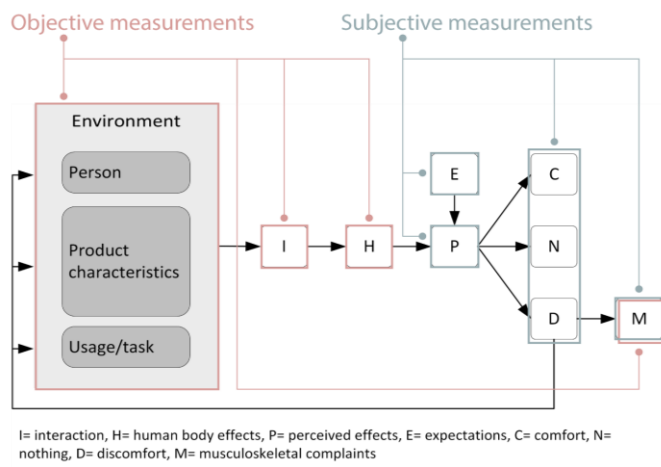 Objective measurements
Subjective measurements
Environment
Person
Product
characteristics
Usage/task
I
H
E
P
C
N
D
M
I= interaction, H= human body effects, P= perceived effects, E= expectations, C= comfort, N=
nothing, D= discomfort, M= musculoskeletal complaints